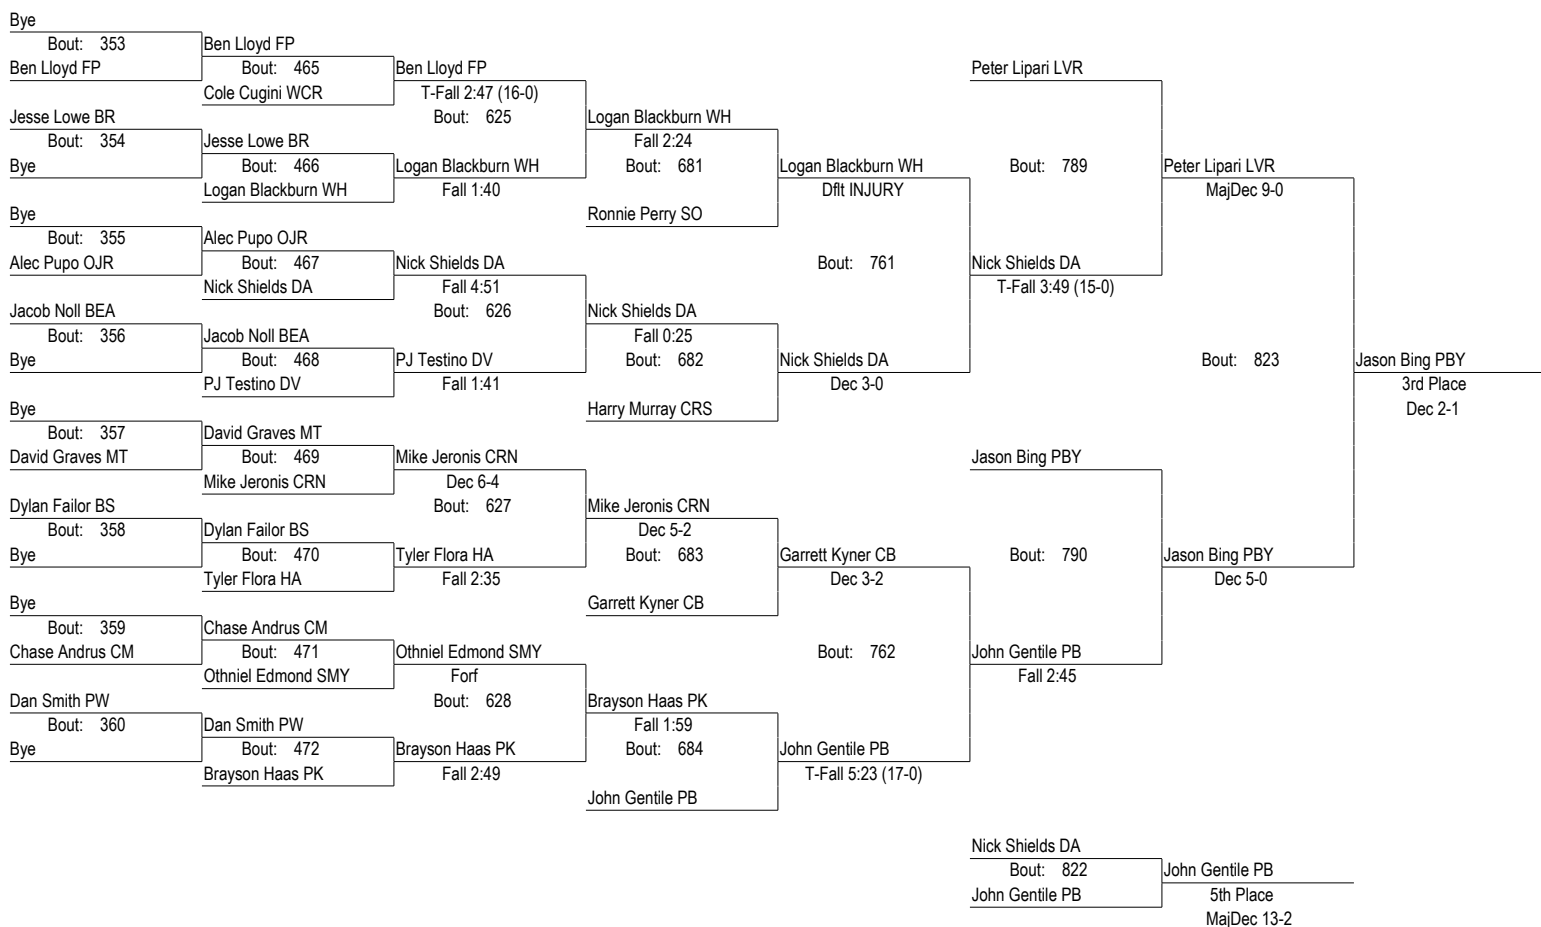 Bye
Bout: 353
Ben Lloyd FP
Ben Lloyd FP
Bout: 465
Cole Cugini WCR
Ben Lloyd FP
T-Fall 2:47 (16-0)
Bout: 625
Jesse Lowe BR
Bout: 354
Bye
Jesse Lowe BR
Bout: 466
Logan Blackburn WH
Logan Blackburn WH
Fall 1:40
Logan Blackburn WH
Fall 2:24
Bout: 681
Ronnie Perry SO
Logan Blackburn WH
Dflt INJURY
Bye
Bout: 355
Alec Pupo OJR
Alec Pupo OJR
Bout: 467
Nick Shields DA
Nick Shields DA
Fall 4:51
Bout: 626
Jacob Noll BEA
Bout: 356
Bye
Jacob Noll BEA
Bout: 468
PJ Testino DV
PJ Testino DV
Fall 1:41
Nick Shields DA
Fall 0:25
Bout: 682
Harry Murray CRS
Nick Shields DA
Dec 3-0
Bout: 761
Peter Lipari LVR
Bout: 789
Nick Shields DA
T-Fall 3:49 (15-0)
Peter Lipari LVR
MajDec 9-0
Bye
Bout: 357
David Graves MT
David Graves MT
Bout: 469
Mike Jeronis CRN
Mike Jeronis CRN
Dec 6-4
Bout: 627
Dylan Failor BS
Bout: 358
Bye
Dylan Failor BS
Bout: 470
Tyler Flora HA
Tyler Flora HA
Fall 2:35
Mike Jeronis CRN
Dec 5-2
Bout: 683
Garrett Kyner CB
Garrett Kyner CB
Dec 3-2
Bye
Bout: 359
Chase Andrus CM
Chase Andrus CM
Bout: 471
Othniel Edmond SMY
Othniel Edmond SMY
Forf
Bout: 628
Dan Smith PW
Bout: 360
Bye
Dan Smith PW
Bout: 472
Brayson Haas PK
Brayson Haas PK
Fall 2:49
Brayson Haas PK
Fall 1:59
Bout: 684
John Gentile PB
John Gentile PB
T-Fall 5:23 (17-0)
Bout: 762
Jason Bing PBY
Bout: 790
John Gentile PB
Fall 2:45
Jason Bing PBY
Dec 5-0
Bout: 823
Jason Bing PBY
3rd Place
Dec 2-1
Nick Shields DA
Bout: 822
John Gentile PB
John Gentile PB
5th Place
MajDec 13-2